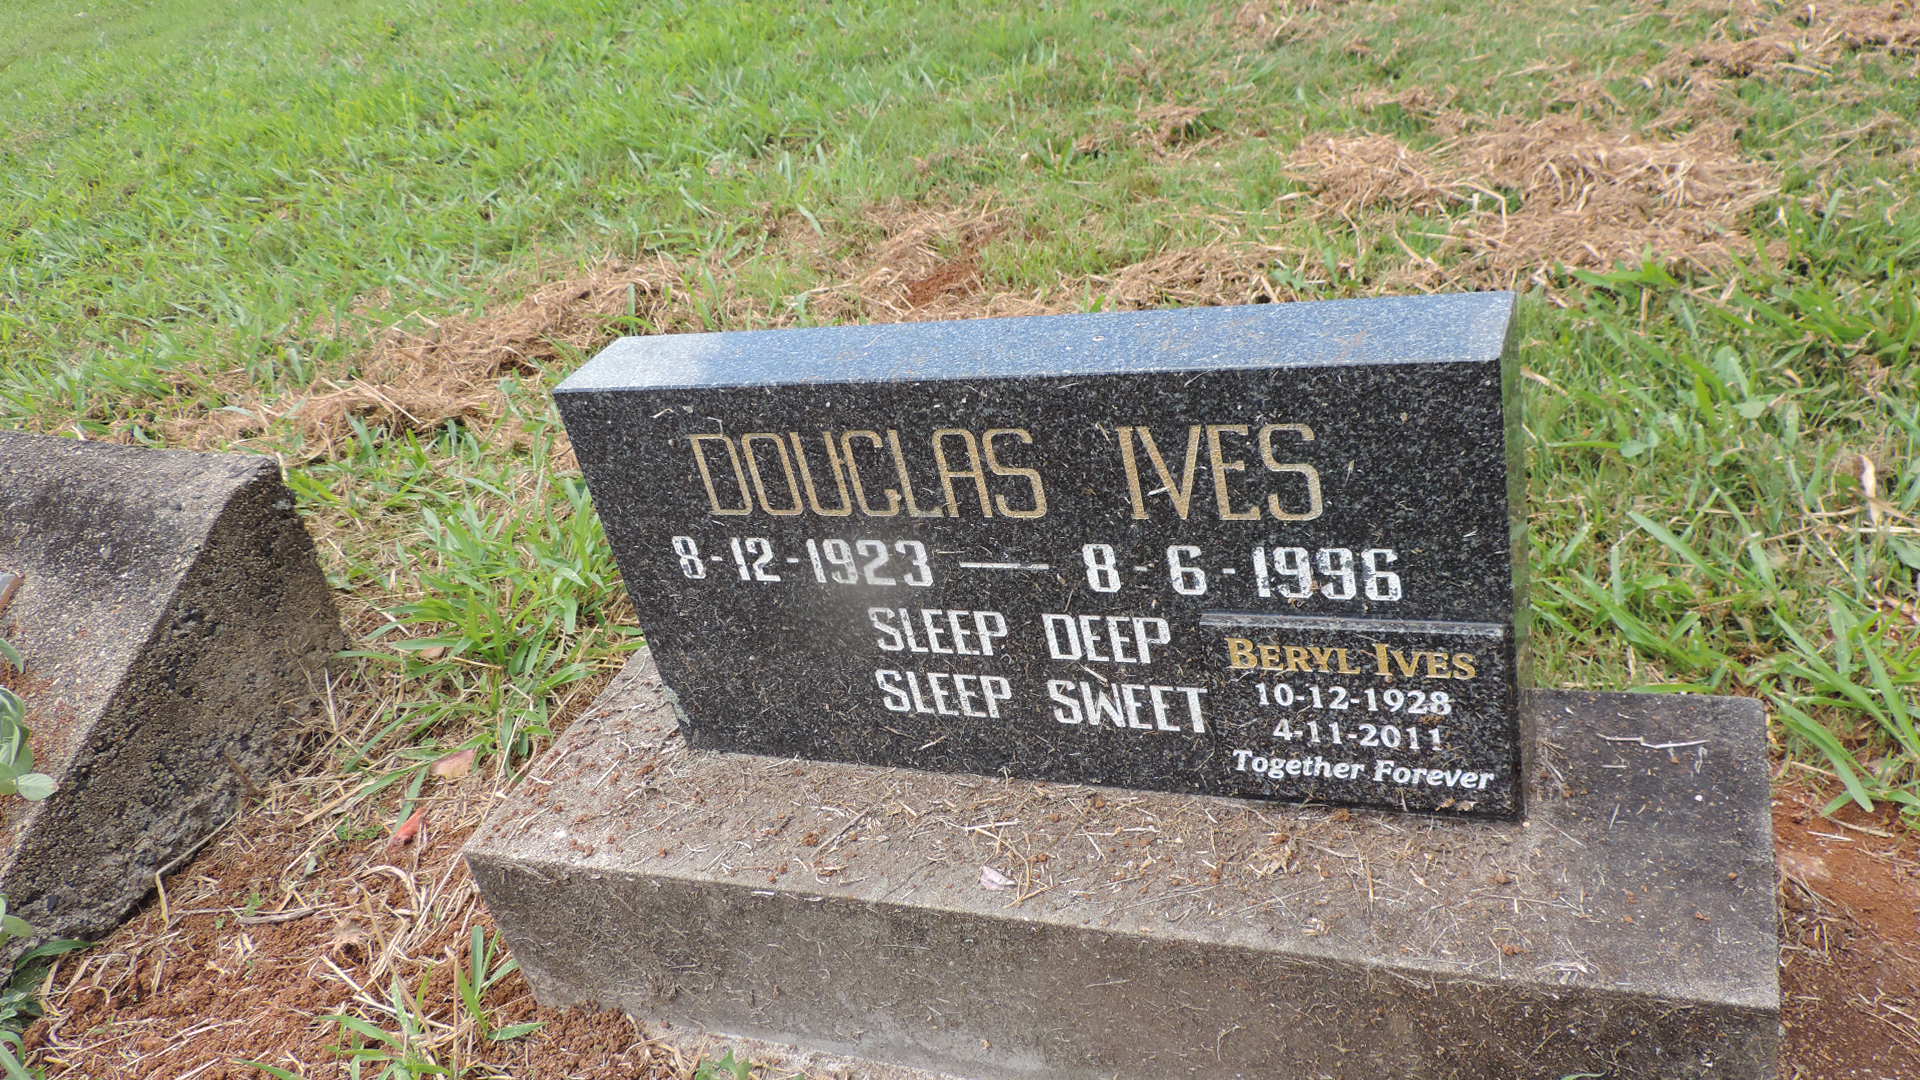 DOUGLAS IVES
8-12-1923 — 8-6-1996
SLEEP DEEP
SLEEP SWEET
BERYL IVES
10-12-1928
4-11-2011
Together Forever